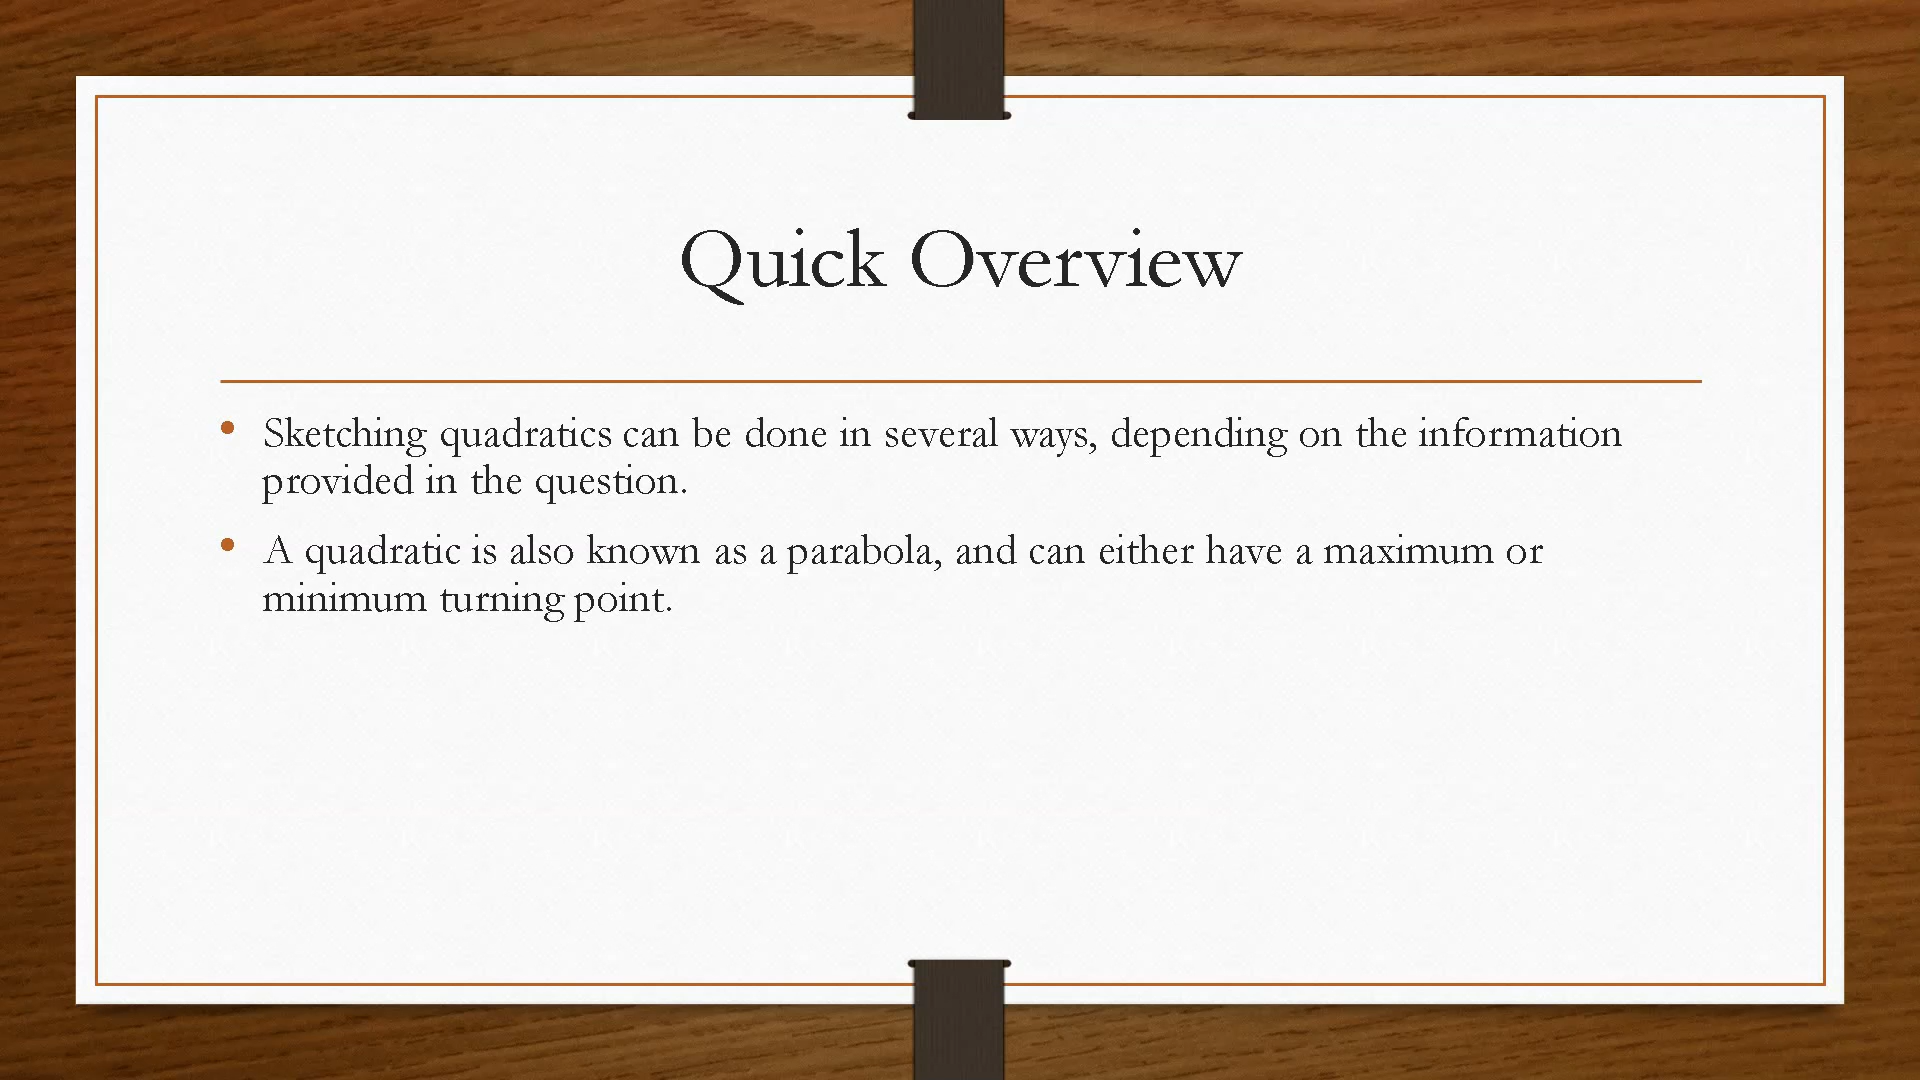 Quick Overview
• Sketching quadratics can be done in several ways, depending on the information
provided in the question.
• A quadratic is also known as a parabola, and can either have a maximum or
minimum turning point.